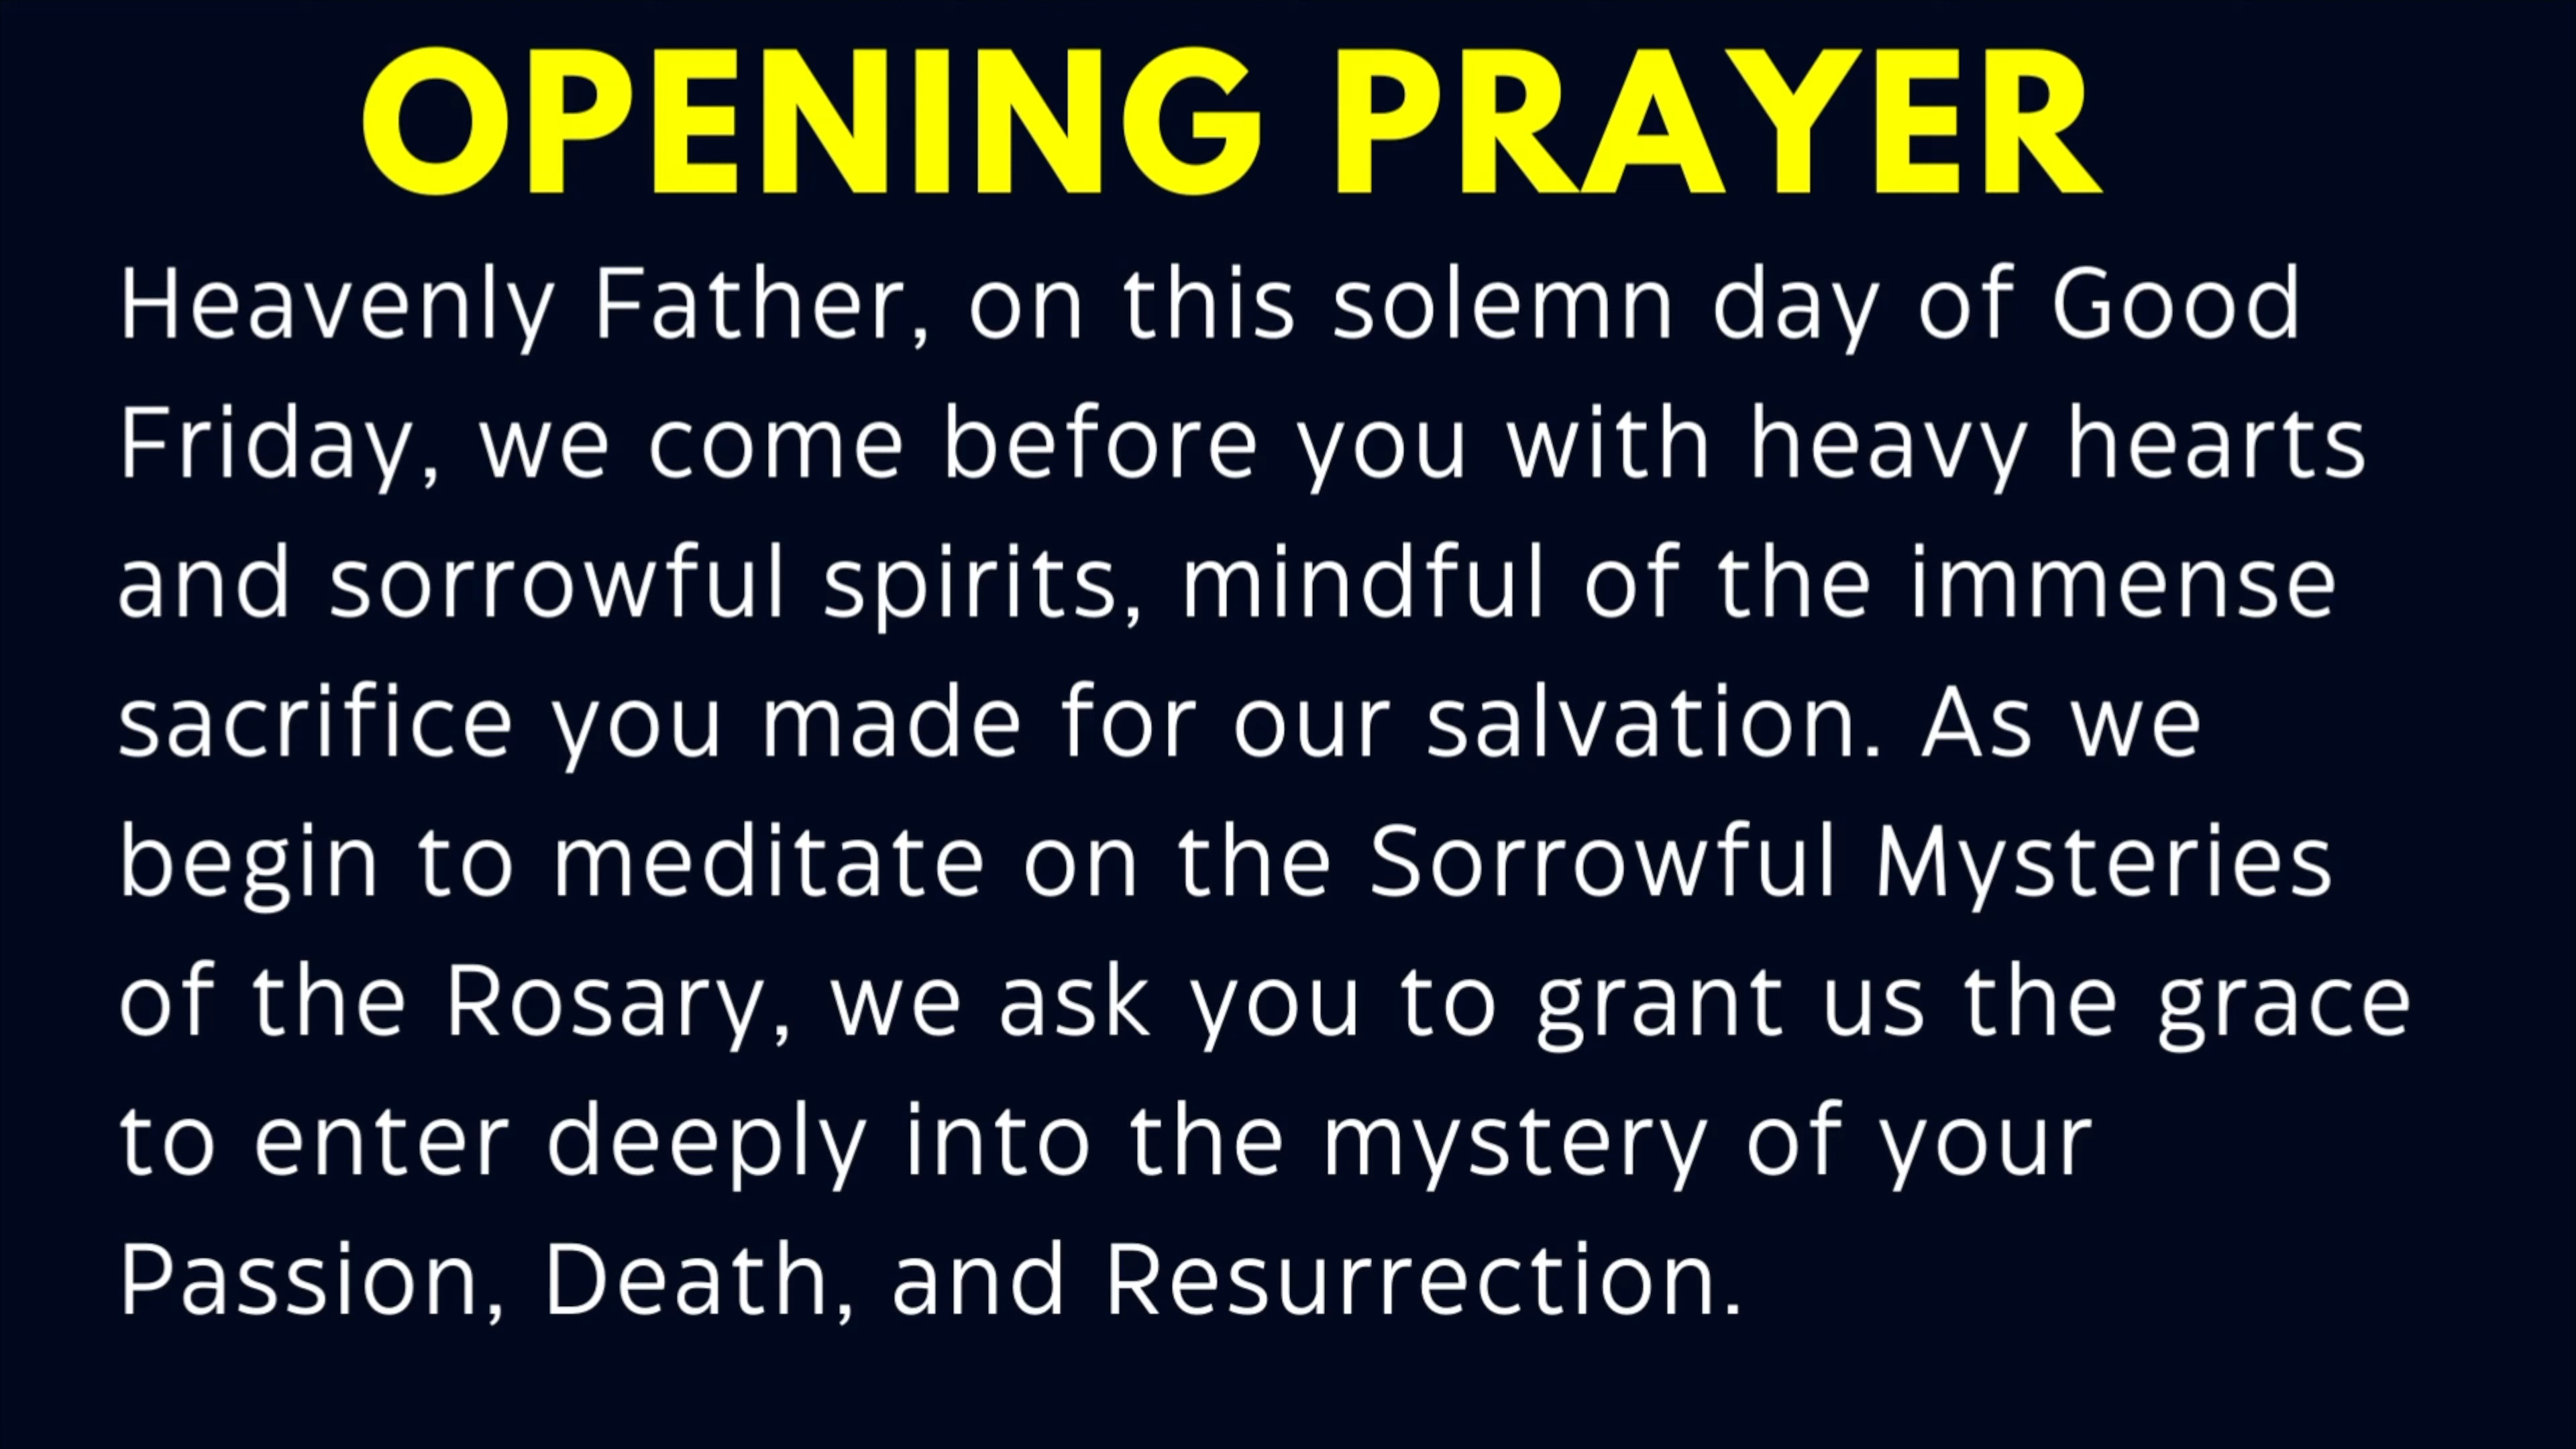 OPENING PRAYER
Heavenly Father, on this solemn day of Good
Friday, we come before you with heavy hearts
and sorrowful spirits, mindful of the immense
sacrifice you made for our salvation. As we
begin to meditate on the Sorrowful Mysteries
of the Rosary, we ask you to grant us the grace
to enter deeply into the mystery of your
Passion, Death, and Resurrection.